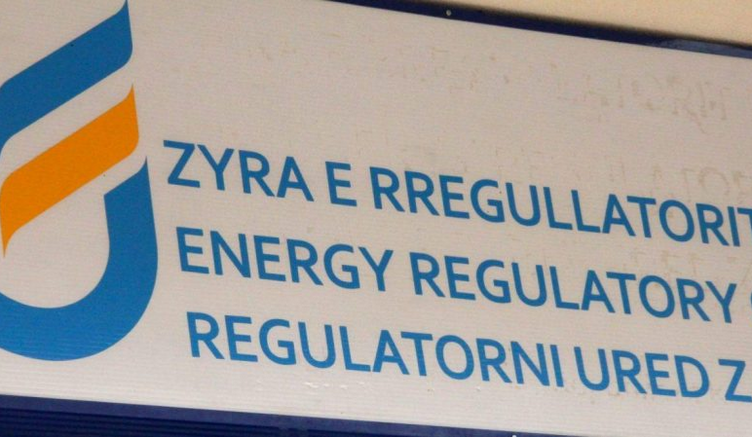 ZYRA E RREGULLATORIT
ENERGY REGULATORY
REGULATORNI URED Z